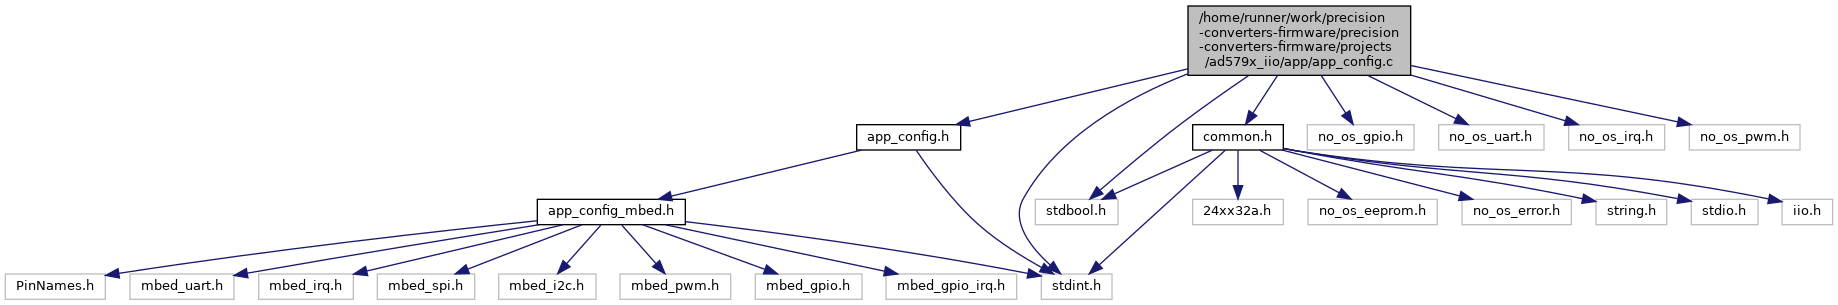 /home/runner/work/precision
-converters-firmware/precision
-converters-firmware/projects
/ad579x_iio/app/app_config.c
app_config.h
common.h
no_os_gpio.h
no_os_uart.h
no_os_irq.h
no_os_pwm.h
app_config_mbed.h
stdbool.h
24xx32a.h
no_os_eeprom.h
no_os_error.h
string.h
stdio.h
iio.h
PinNames.h
mbed_uart.h
mbed_irq.h
mbed_spi.h
mbed_i2c.h
mbed_pwm.h
mbed_gpio.h
mbed_gpio_irq.h
stdint.h